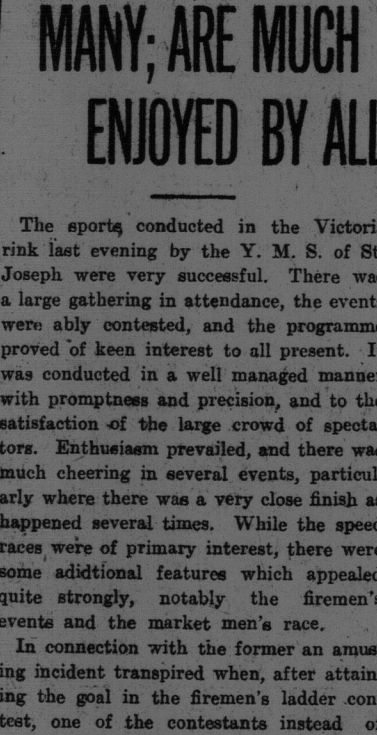 MANY; ARE MUCH
ENJOYED BY ALL
The sports conducted in the Victori
rink last evening by the Y. M. S. of St
Joseph were very successful. There wa
a large gathering in attendance, the event
were ably contested, and the programm
proved of keen interest to all present. I
was conducted in a well managed manne
with promptness and precision, and to th
satisfaction of the large crowd of specta
tors. Enthusiasm prevailed, and there wa
much cheering in several events, particul
arly where there was a very close finish a
happened several times. While the speed
races were of primary interest, there were
some adidtional features which appealed
quite strongly, notably the firemen's
events and the market men's race.
In connection with the former an amus
ing incident transpired when, after attain
ing the goal in the firemen's ladder con
test, one of the contestants instead o